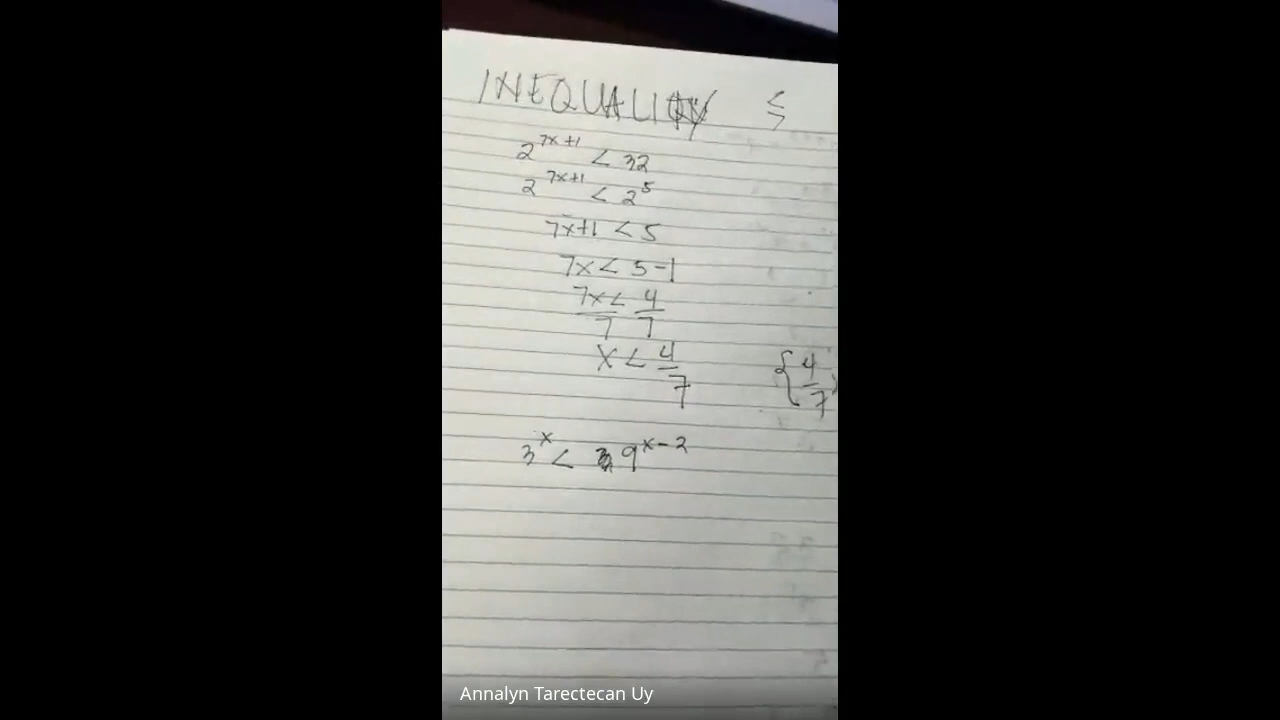 INEQUALITY <
>
2^{7x+1} < 32
2^{7x+1} < 2^5
7x+1 < 5
7x < 5-1
7x/7 < 4/7
x < 4/7 {4/7}
3^x < 9^{x-2}
Annalyn Tarectecan Uy